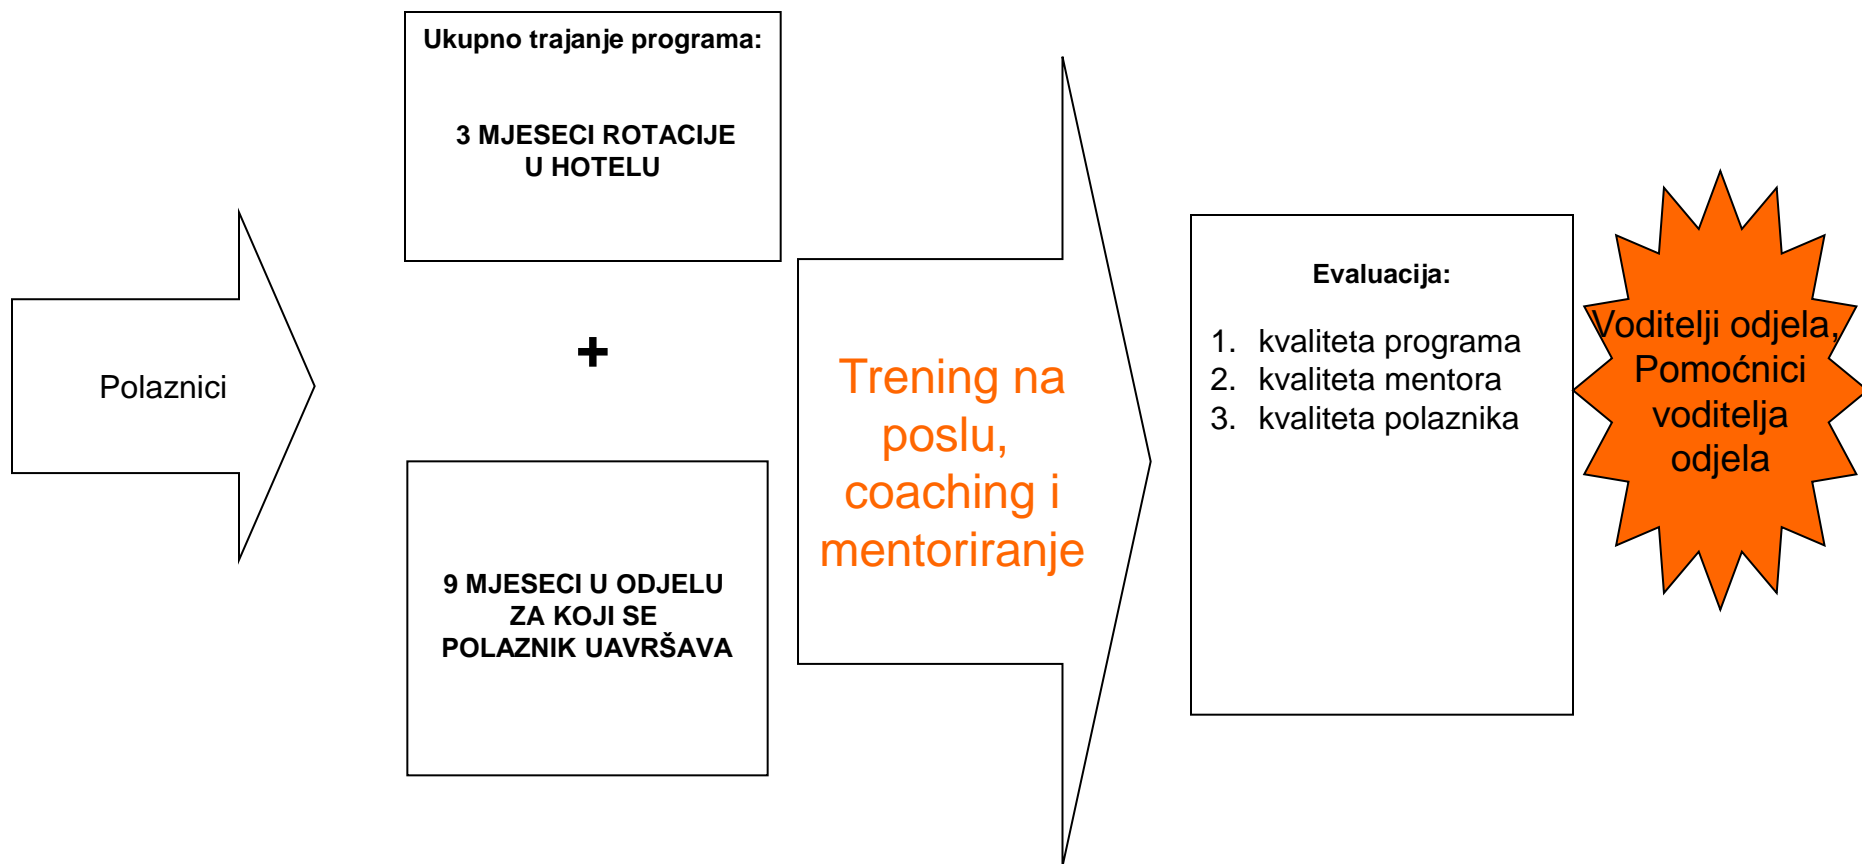 Polaznici
Ukupno trajanje programa:
3 MJESECI ROTACIJE
U HOTELU
+
9 MJESECI U ODJELU
ZA KOJI SE
POLAZNIK UAVRŠAVA
Trening na
poslu,
coaching i
mentoriranje
Evaluacija:
1. kvaliteta programa
2. kvaliteta mentora
3. kvaliteta polaznika
Voditelji odjela,
Pomoćnici
voditelja
odjela